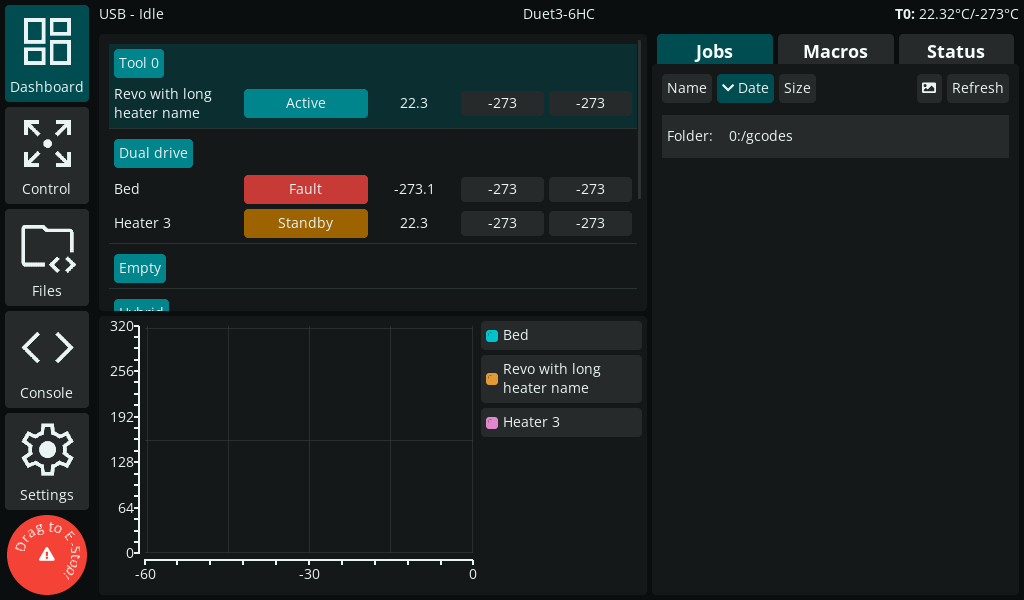 USB - Idle
Duet3-6HC
T0: 22.32°C/-273°C
Dashboard
Control
Files
Console
Settings
Drag to E-Stop!
Tool 0
Revo with long
heater name
Active
22.3
-273
-273
Dual drive
Bed
Fault
-273.1
-273
-273
Heater 3
Standby
22.3
-273
-273
Empty
Hybrid
320
256
192
128
64
0
-60
-30
0
Bed
Revo with long
heater name
Heater 3
Jobs
Macros
Status
Name
Date
Size
Refresh
Folder:
0:/gcodes